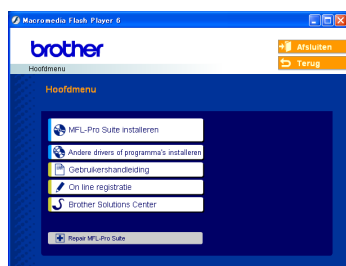 Macromedia Flash Player 6
brother
Afsluiten
Hoofdmenu
Terug
Hoofdmenu
MFL-Pro Suite installeren
Andere drivers of programma's installeren
Gebruikershandleiding
On line registratie
Brother Solutions Center
Repair MFL-Pro Suite